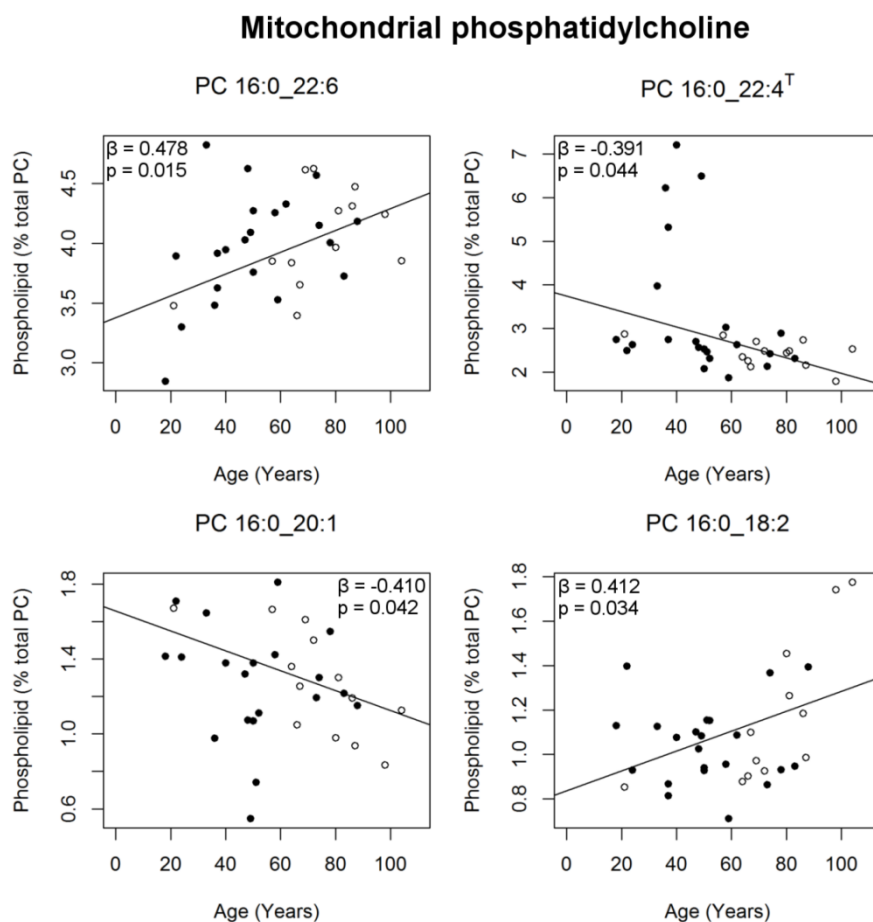 Mitochondrial phosphatidylcholine
PC 16:0_22:6
β = 0.478
p = 0.015
Phospholipid (% total PC)
4.5
4.0
3.5
3.0
0 20 40 60 80 100
Age (Years)
PC 16:0_22:4ᵀ
β = -0.391
p = 0.044
Phospholipid (% total PC)
7
6
5
4
3
2
0 20 40 60 80 100
Age (Years)
PC 16:0_20:1
β = -0.410
p = 0.042
Phospholipid (% total PC)
1.8
1.4
1.0
0.6
0 20 40 60 80 100
Age (Years)
PC 16:0_18:2
β = 0.412
p = 0.034
Phospholipid (% total PC)
1.8
1.6
1.4
1.2
1.0
0.8
0 20 40 60 80 100
Age (Years)